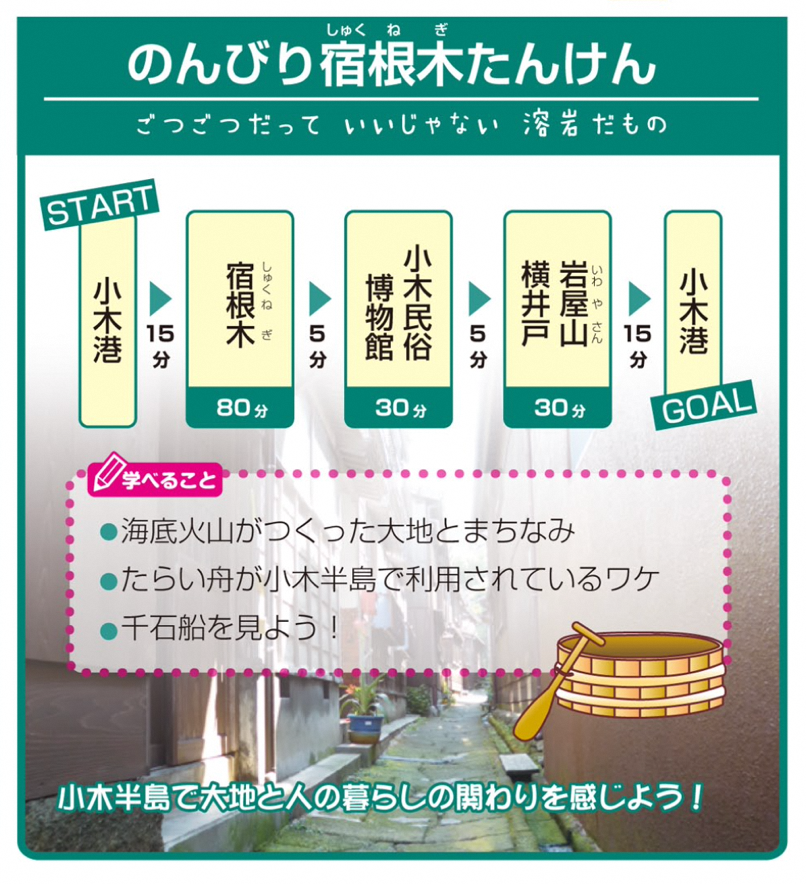 しゅくねぎ
のんびり宿根木たんけん
ごつごつだって いいじゃない 溶岩だもの
START
小木港
15分
宿根木
しゅくねぎ
80分
5分
小木民俗
博物館
30分
5分
岩屋山
いわやさん
横井戸
30分
15分
小木港
GOAL
学べること
●海底火山がつくった大地とまちなみ
●たらい舟が小木半島で利用されているワケ
●千石船を見よう！
小木半島で大地と人の暮らしの関わりを感じよう！